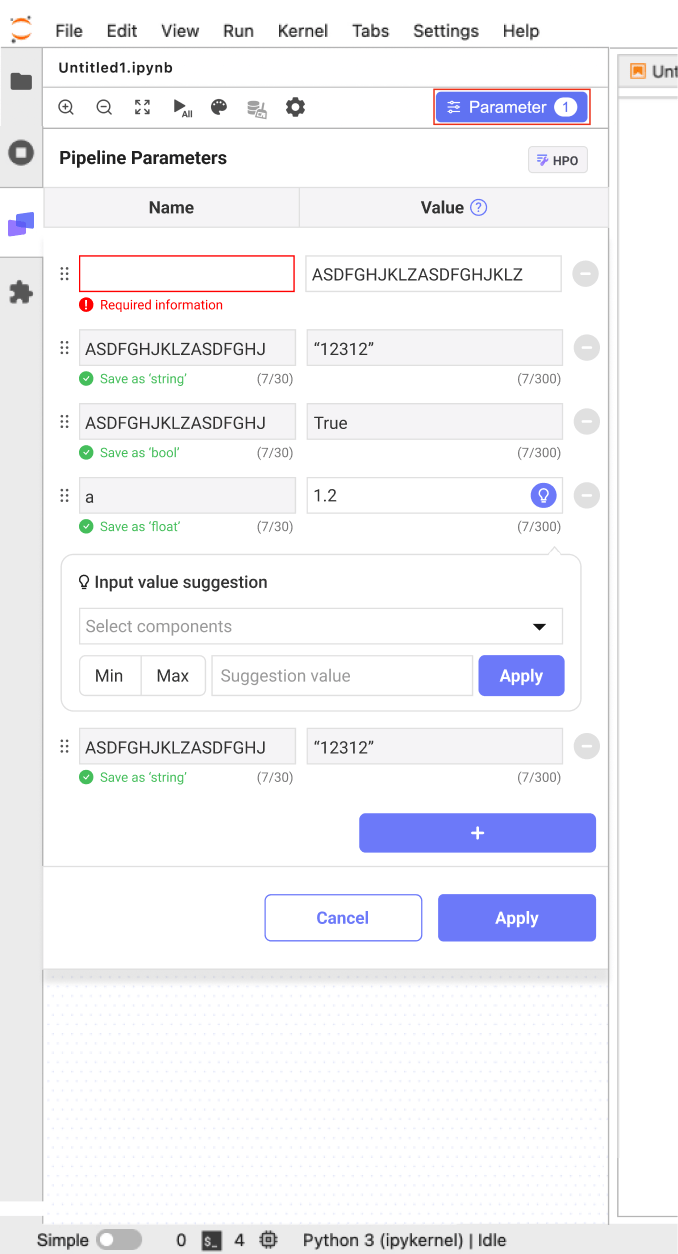 File Edit View Run Kernel Tabs Settings Help
Untitled1.ipynb
Unt
All
Parameter 1
Pipeline Parameters
HPO
Name Value ?
ASDFGHJKLZASDFGHJKLZ
! Required information
ASDFGHJKLZASDFGHJ “12312”
Save as ‘string’ (7/30) (7/300)
ASDFGHJKLZASDFGHJ True
Save as ‘bool’ (7/30) (7/300)
a 1.2
Save as ‘float’ (7/30) (7/300)
Input value suggestion
Select components
Min Max Suggestion value Apply
ASDFGHJKLZASDFGHJ “12312”
Save as ‘string’ (7/30) (7/300)
+
Cancel Apply
Simple 0 $_ 4 Python 3 (ipykernel) | Idle